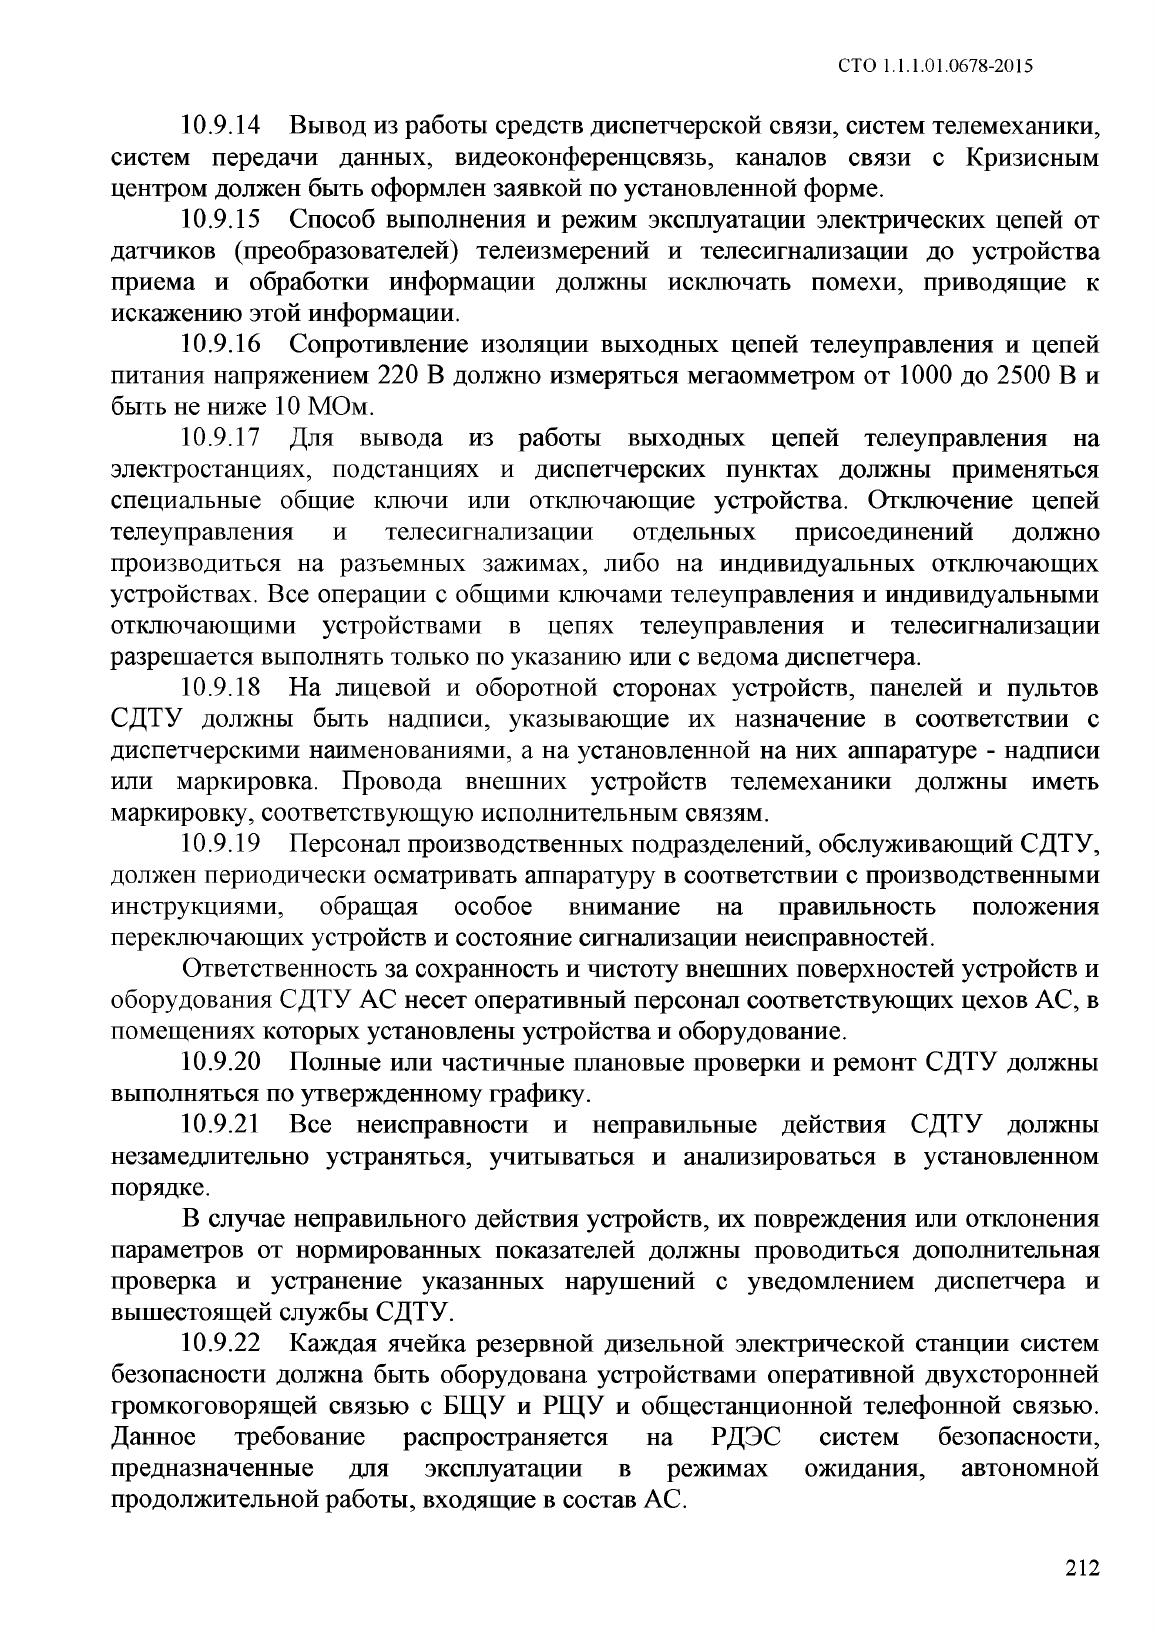 СТО 1.1.1.01.0678-2015
10.9.14 Вывод из работы средств диспетчерской связи, систем телемеханики,
систем передачи данных, видеоконференцсвязь, каналов связи с Кризисным
центром должен быть оформлен заявкой по установленной форме.
10.9.15 Способ выполнения и режим эксплуатации электрических цепей от
датчиков (преобразователей) телеизмерений и телесигнализации до устройства
приема и обработки информации должны исключать помехи, приводящие к
искажению этой информации.
10.9.16 Сопротивление изоляции выходных цепей телеуправления и цепей
питания напряжением 220 В должно измеряться мегаомметром от 1000 до 2500 В и
быть не ниже 10 МОм.
10.9.17 Для вывода из работы выходных цепей телеуправления на
электростанциях, подстанциях и диспетчерских пунктах должны применяться
специальные общие ключи или отключающие устройства. Отключение цепей
телеуправления и телесигнализации отдельных присоединений должно
производиться на разъемных зажимах, либо на индивидуальных отключающих
устройствах. Все операции с общими ключами телеуправления и индивидуальными
отключающими устройствами в цепях телеуправления и телесигнализации
разрешается выполнять только по указанию или с ведома диспетчера.
10.9.18 На лицевой и оборотной сторонах устройств, панелей и пультов
СДТУ должны быть надписи, указывающие их назначение в соответствии с
диспетчерскими наименованиями, а на установленной на них аппаратуре - надписи
или маркировка. Провода внешних устройств телемеханики должны иметь
маркировку, соответствующую исполнительным связям.
10.9.19 Персонал производственных подразделений, обслуживающий СДТУ,
должен периодически осматривать аппаратуру в соответствии с производственными
инструкциями, обращая особое внимание на правильность положения
переключающих устройств и состояние сигнализации неисправностей.
Ответственность за сохранность и чистоту внешних поверхностей устройств и
оборудования СДТУ АС несет оперативный персонал соответствующих цехов АС, в
помещениях которых установлены устройства и оборудование.
10.9.20 Полные или частичные плановые проверки и ремонт СДТУ должны
выполняться по утвержденному графику.
10.9.21 Все неисправности и неправильные действия СДТУ должны
незамедлительно устраняться, учитываться и анализироваться в установленном
порядке.
В случае неправильного действия устройств, их повреждения или отклонения
параметров от нормированных показателей должны проводиться дополнительная
проверка и устранение указанных нарушений с уведомлением диспетчера и
вышестоящей службы СДТУ.
10.9.22 Каждая ячейка резервной дизельной электрической станции систем
безопасности должна быть оборудована устройствами оперативной двухсторонней
громкоговорящей связью с БЩУ и РЩУ и общестанционной телефонной связью.
Данное требование распространяется на РДЭС систем безопасности,
предназначенные для эксплуатации в режимах ожидания, автономной
продолжительной работы, входящие в состав АС.
212